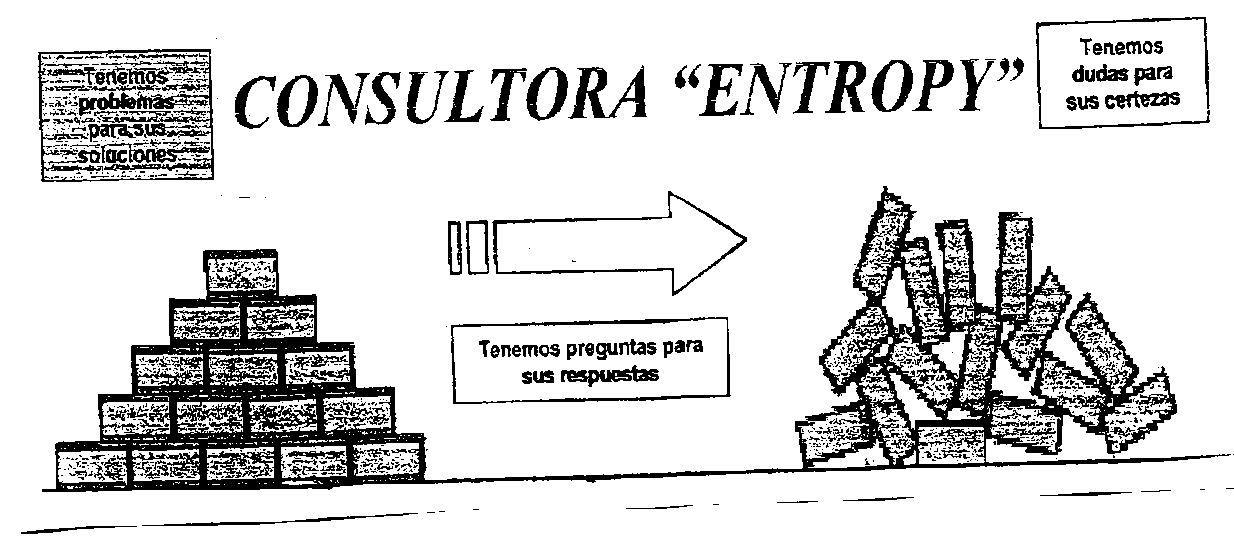 Tenemos
problemas
para sus
soluciones
CONSULTORA “ENTROPY”
Tenemos
dudas para
sus certezas
Tenemos preguntas para
sus respuestas